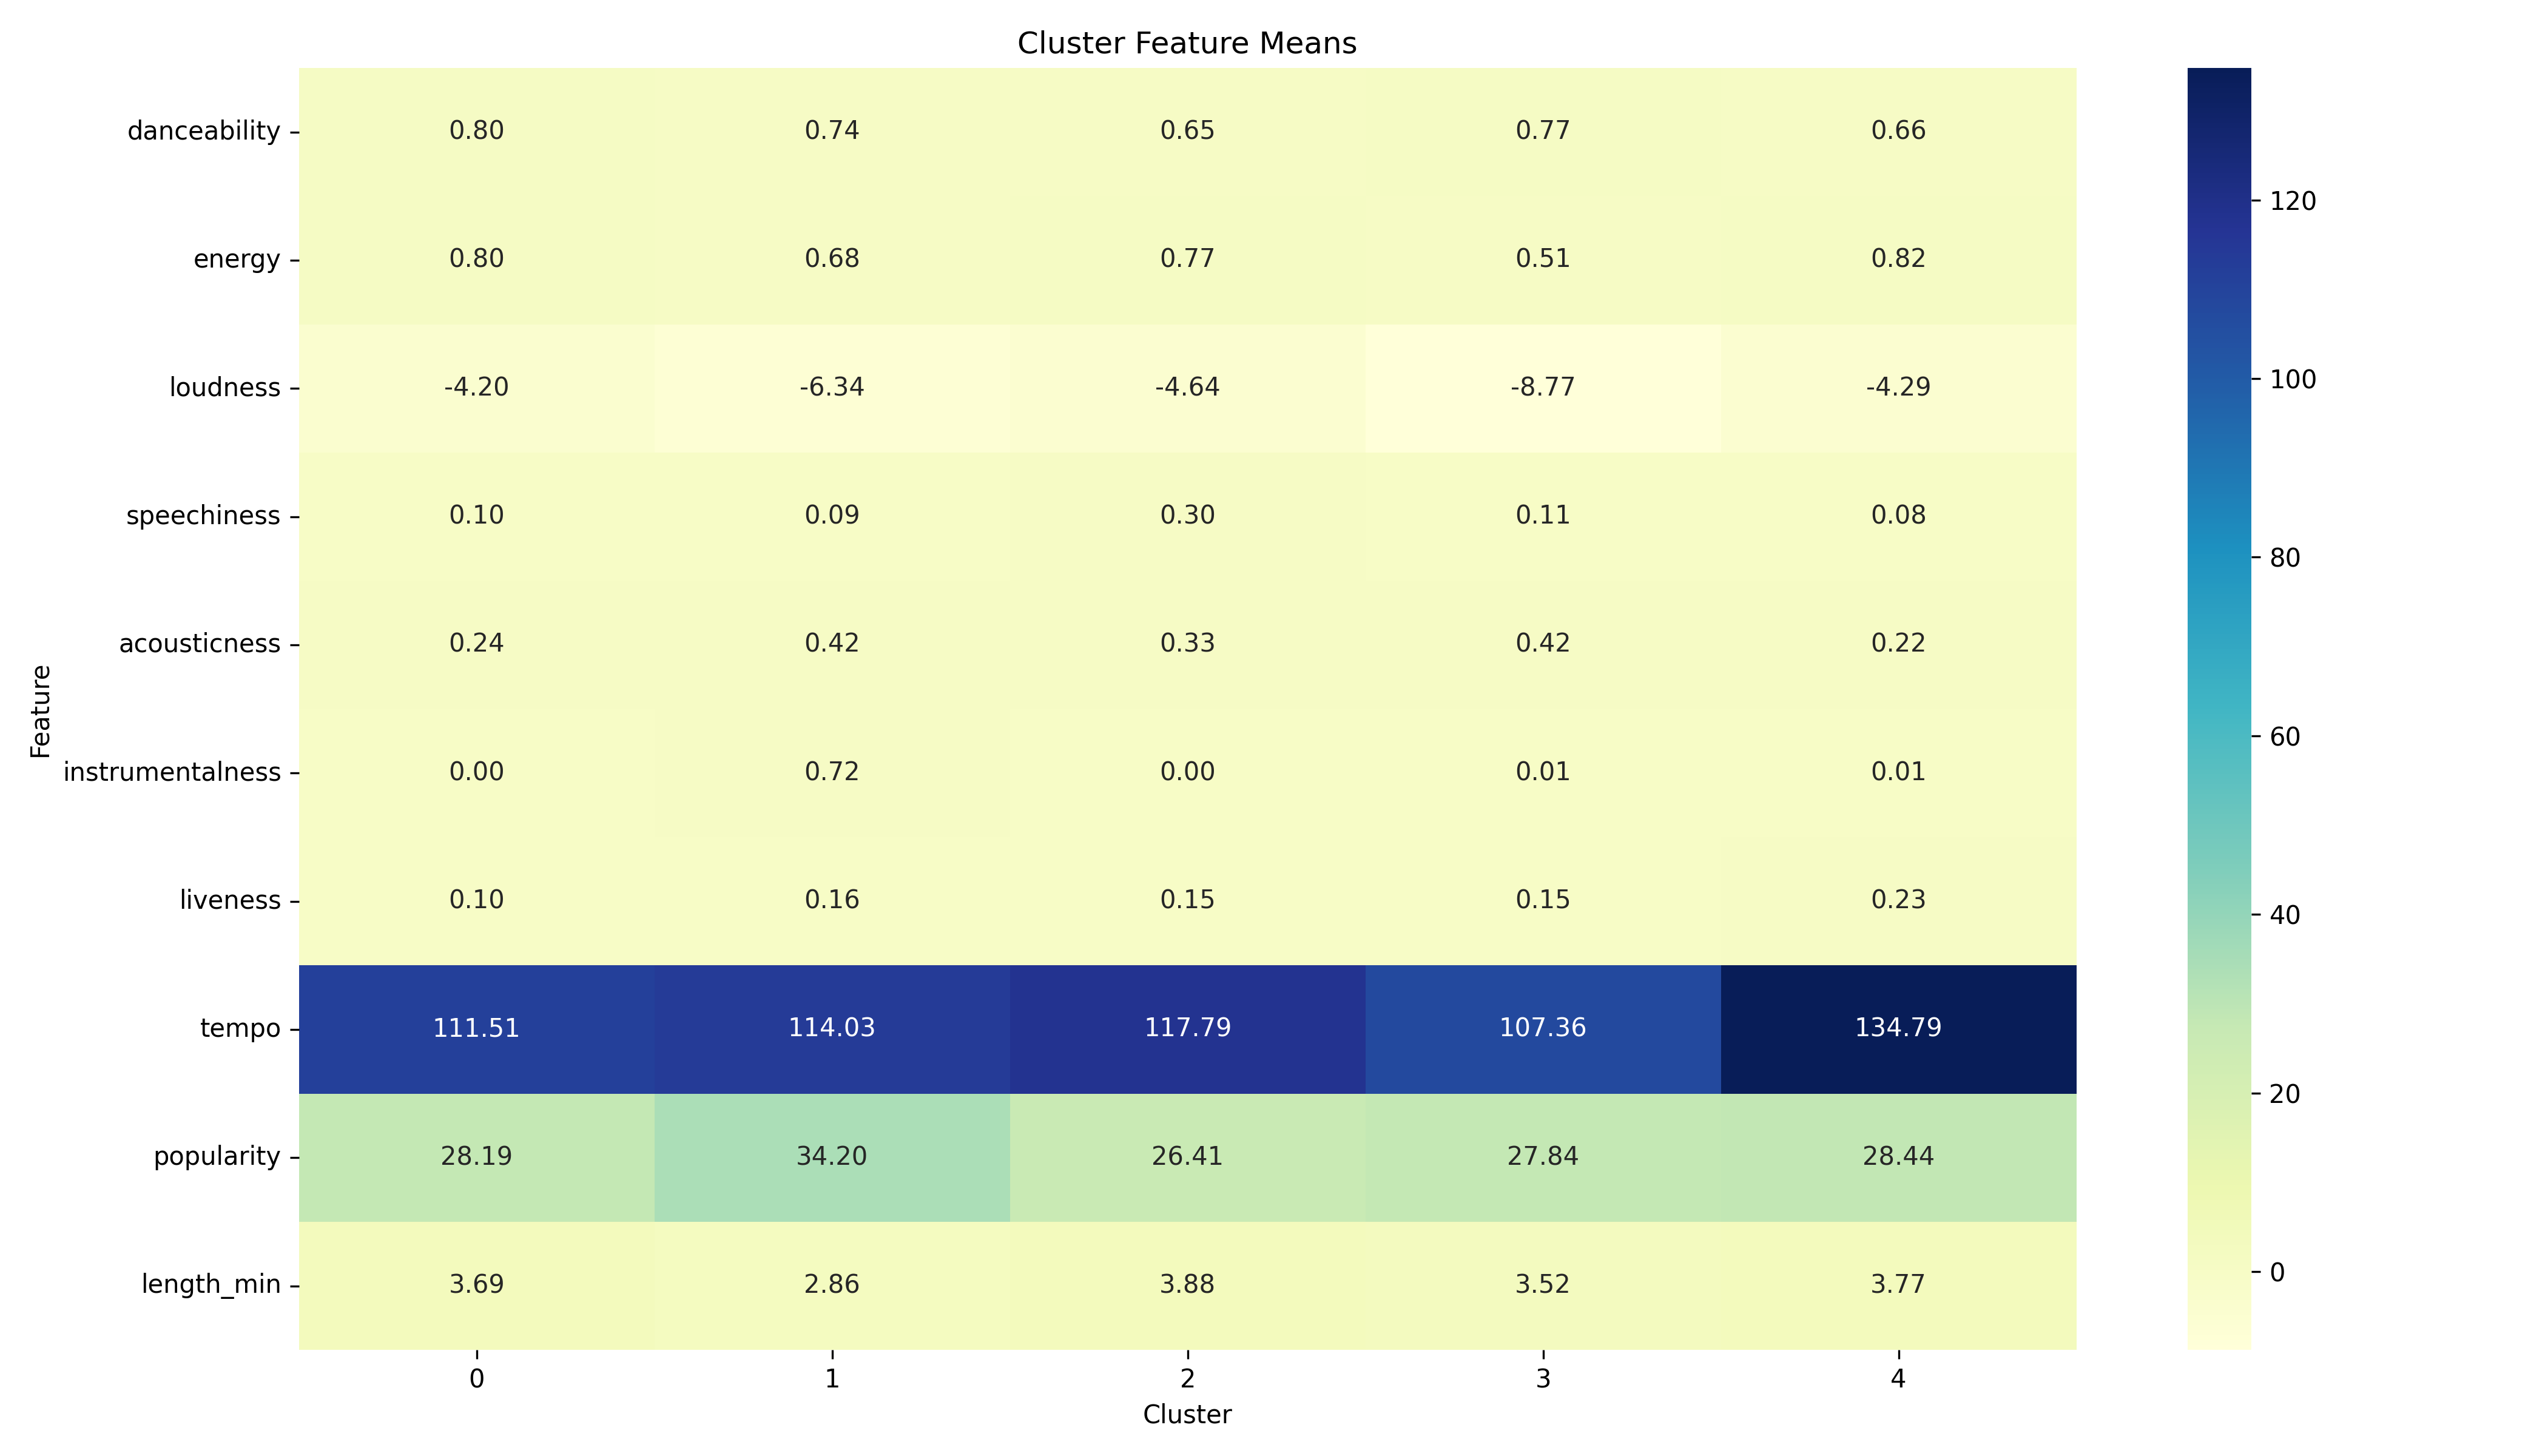 Cluster Feature Means
danceability 0.80 0.74 0.65 0.77 0.66
energy 0.80 0.68 0.77 0.51 0.82
loudness -4.20 -6.34 -4.64 -8.77 -4.29
speechiness 0.10 0.09 0.30 0.11 0.08
acousticness 0.24 0.42 0.33 0.42 0.22
instrumentalness 0.00 0.72 0.00 0.01 0.01
liveness 0.10 0.16 0.15 0.15 0.23
tempo 111.51 114.03 117.79 107.36 134.79
popularity 28.19 34.20 26.41 27.84 28.44
length_min 3.69 2.86 3.88 3.52 3.77
0 1 2 3 4
Cluster
Feature
120
100
80
60
40
20
0